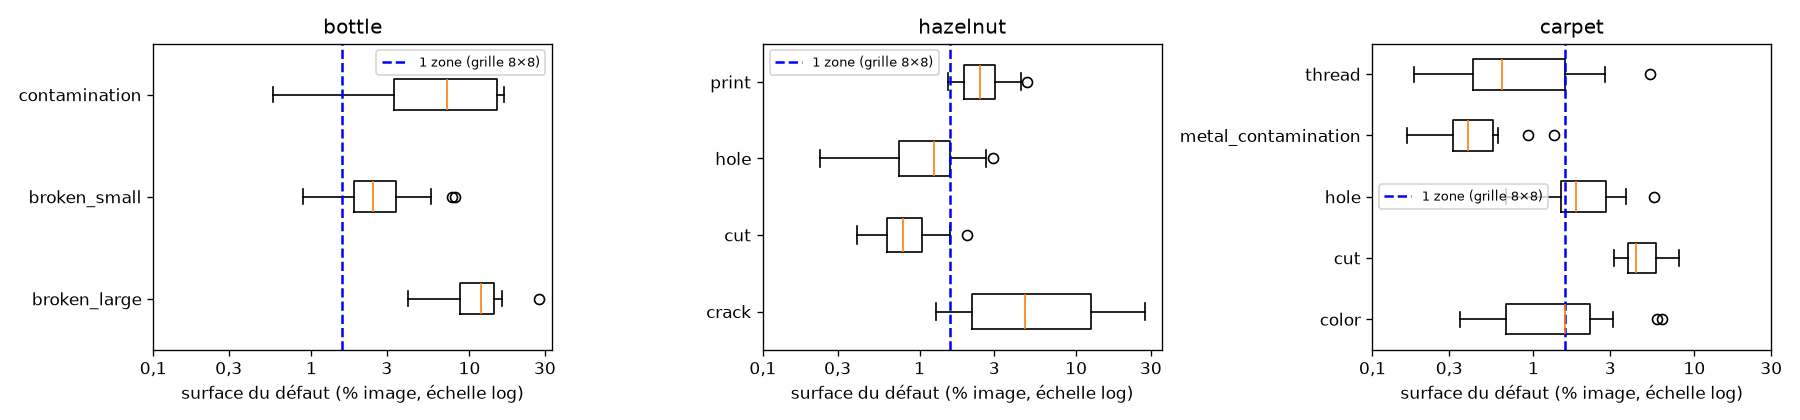 bottle
1 zone (grille 8×8)
contamination
broken_small
broken_large
0,1 0,3 1 3 10 30
surface du défaut (% image, échelle log)
hazelnut
1 zone (grille 8×8)
print
hole
cut
crack
0,1 0,3 1 3 10 30
surface du défaut (% image, échelle log)
carpet
thread
metal_contamination
hole
1 zone (grille 8×8)
cut
color
0,1 0,3 1 3 10 30
surface du défaut (% image, échelle log)